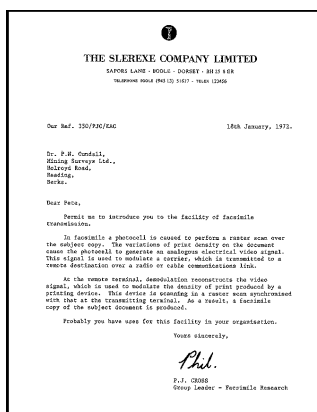 THE SLEREXE COMPANY LIMITED
SAPORS LANE - BOOLE - DORSET - BH 25 8 ER
TELEPHONE BOOLE (945 13) 51617 - TELEX 123456
Our Ref. 350/PJC/EAC 18th January, 1972.
Dr. P.N. Cundall,
Mining Surveys Ltd.,
Holroyd Road,
Reading,
Berks.
Dear Pete,
Permit me to introduce you to the facility of facsimile
transmission.
In facsimile a photocell is caused to perform a raster scan over
the subject copy. The variations of print density on the document
cause the photocell to generate an analogous electrical video signal.
This signal is used to modulate a carrier, which is transmitted to a
remote destination over a radio or cable communications link.
At the remote terminal, demodulation reconstructs the video
signal, which is used to modulate the density of print produced by a
printing device. This device is scanning in a raster scan synchronised
with that at the transmitting terminal. As a result, a facsimile
copy of the subject document is produced.
Probably you have uses for this facility in your organisation.
Yours sincerely,
Phil.
P.J. CROSS
Group Leader - Facsimile Research